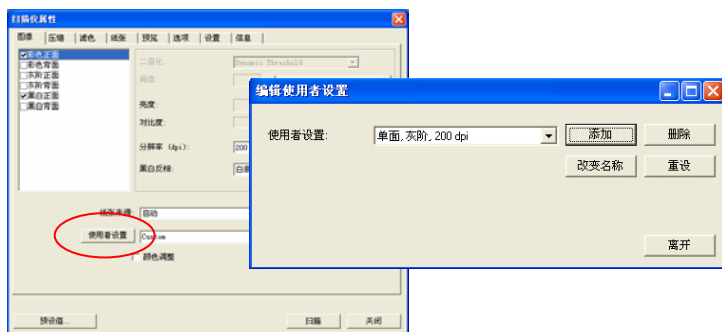 扫描仪属性
图像 压缩 滤色 纸张 预览 选项 设置 信息
彩色正面
彩色背面
灰阶正面
灰阶背面
黑白正面
黑白背面
二值化: Dynamic Threshold
阈值:
亮度:
对比度:
分辨率 (dpi): 200
黑白反相: 白底
纸张来源: 自动
使用者设置 Custom
颜色调整
预设值... 扫描 关闭
编辑使用者设置
使用者设置: 单面,灰阶,200 dpi 添加 删除
改变名称 重设
离开